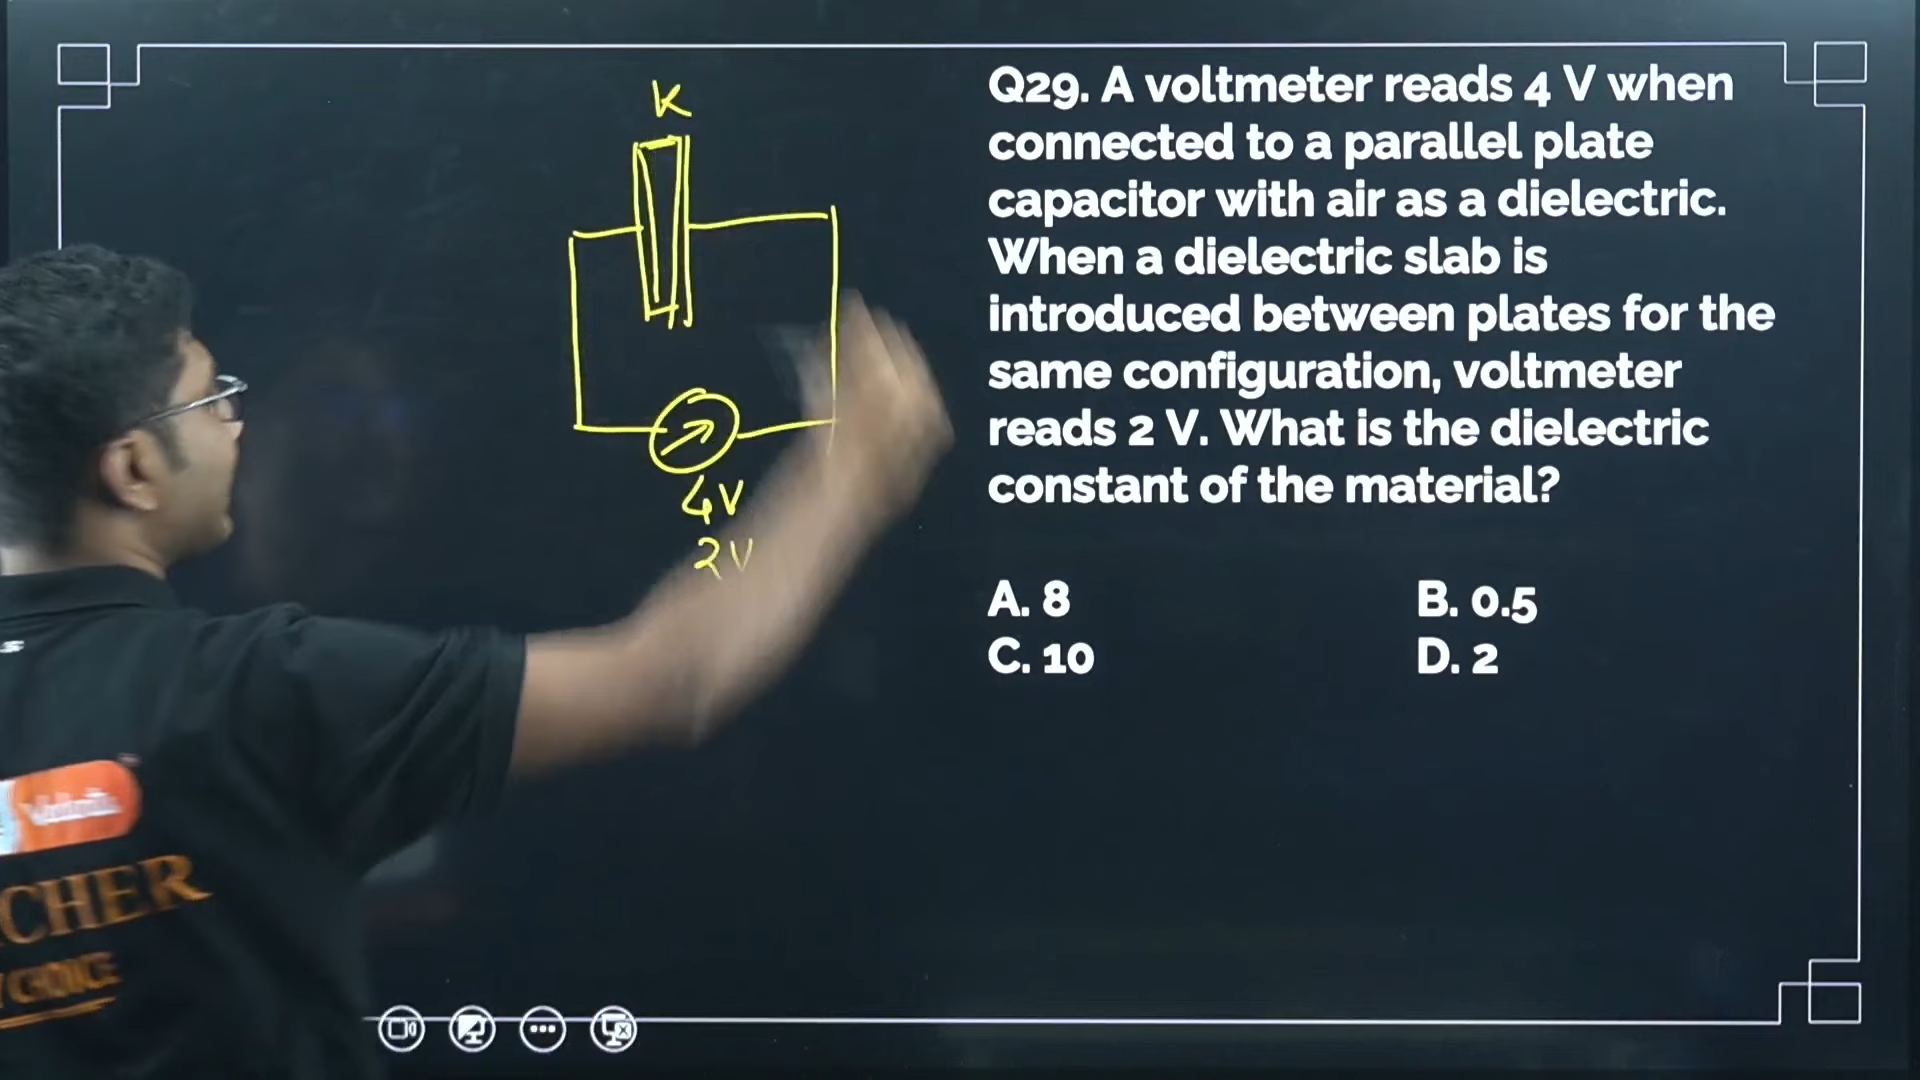 K
4V
2V
Q29. A voltmeter reads 4 V when
connected to a parallel plate
capacitor with air as a dielectric.
When a dielectric slab is
introduced between plates for the
same configuration, voltmeter
reads 2 V. What is the dielectric
constant of the material?
A. 8
B. 0.5
C. 10
D. 2
CHER